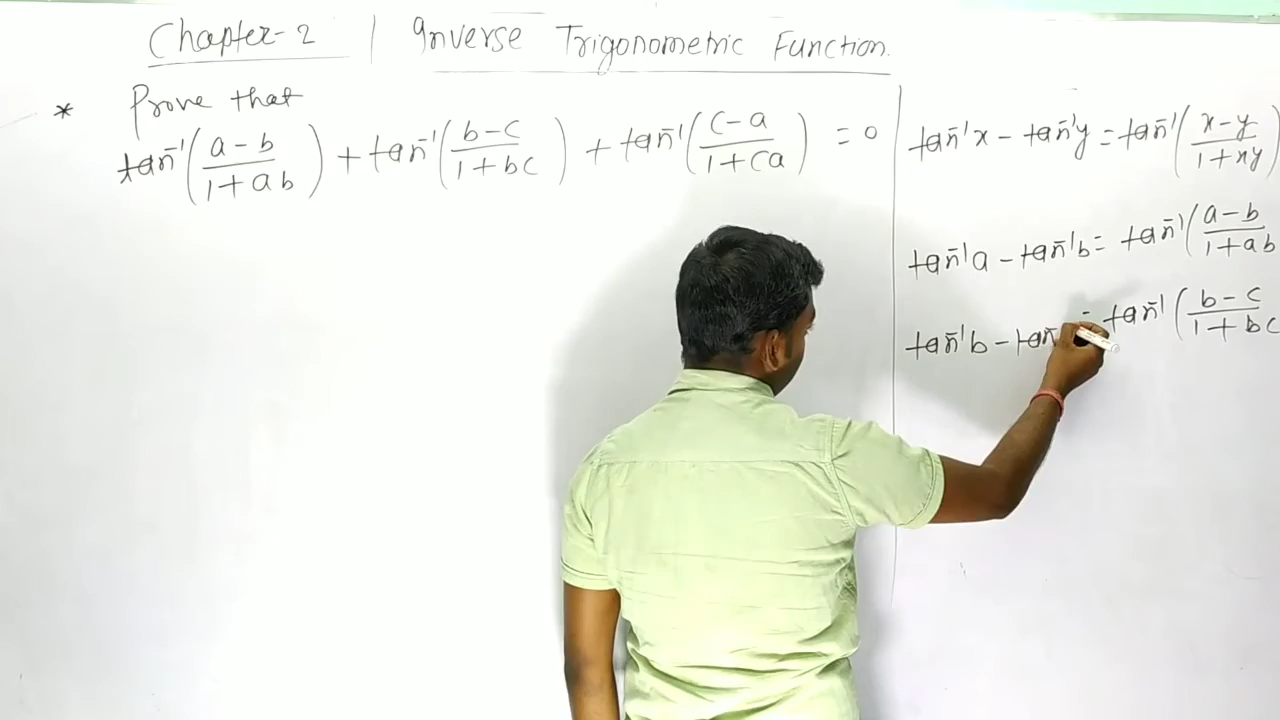 Chapter-2 | Inverse Trigonometric Function.
* Prove that
tan⁻¹((a-b)/(1+ab)) + tan⁻¹((b-c)/(1+bc)) + tan⁻¹((c-a)/(1+ca)) = 0
tan⁻¹x - tan⁻¹y = tan⁻¹((x-y)/(1+xy))
tan⁻¹a - tan⁻¹b = tan⁻¹((a-b)/(1+ab
tan⁻¹b - tan = tan⁻¹((b-c)/(1+bc